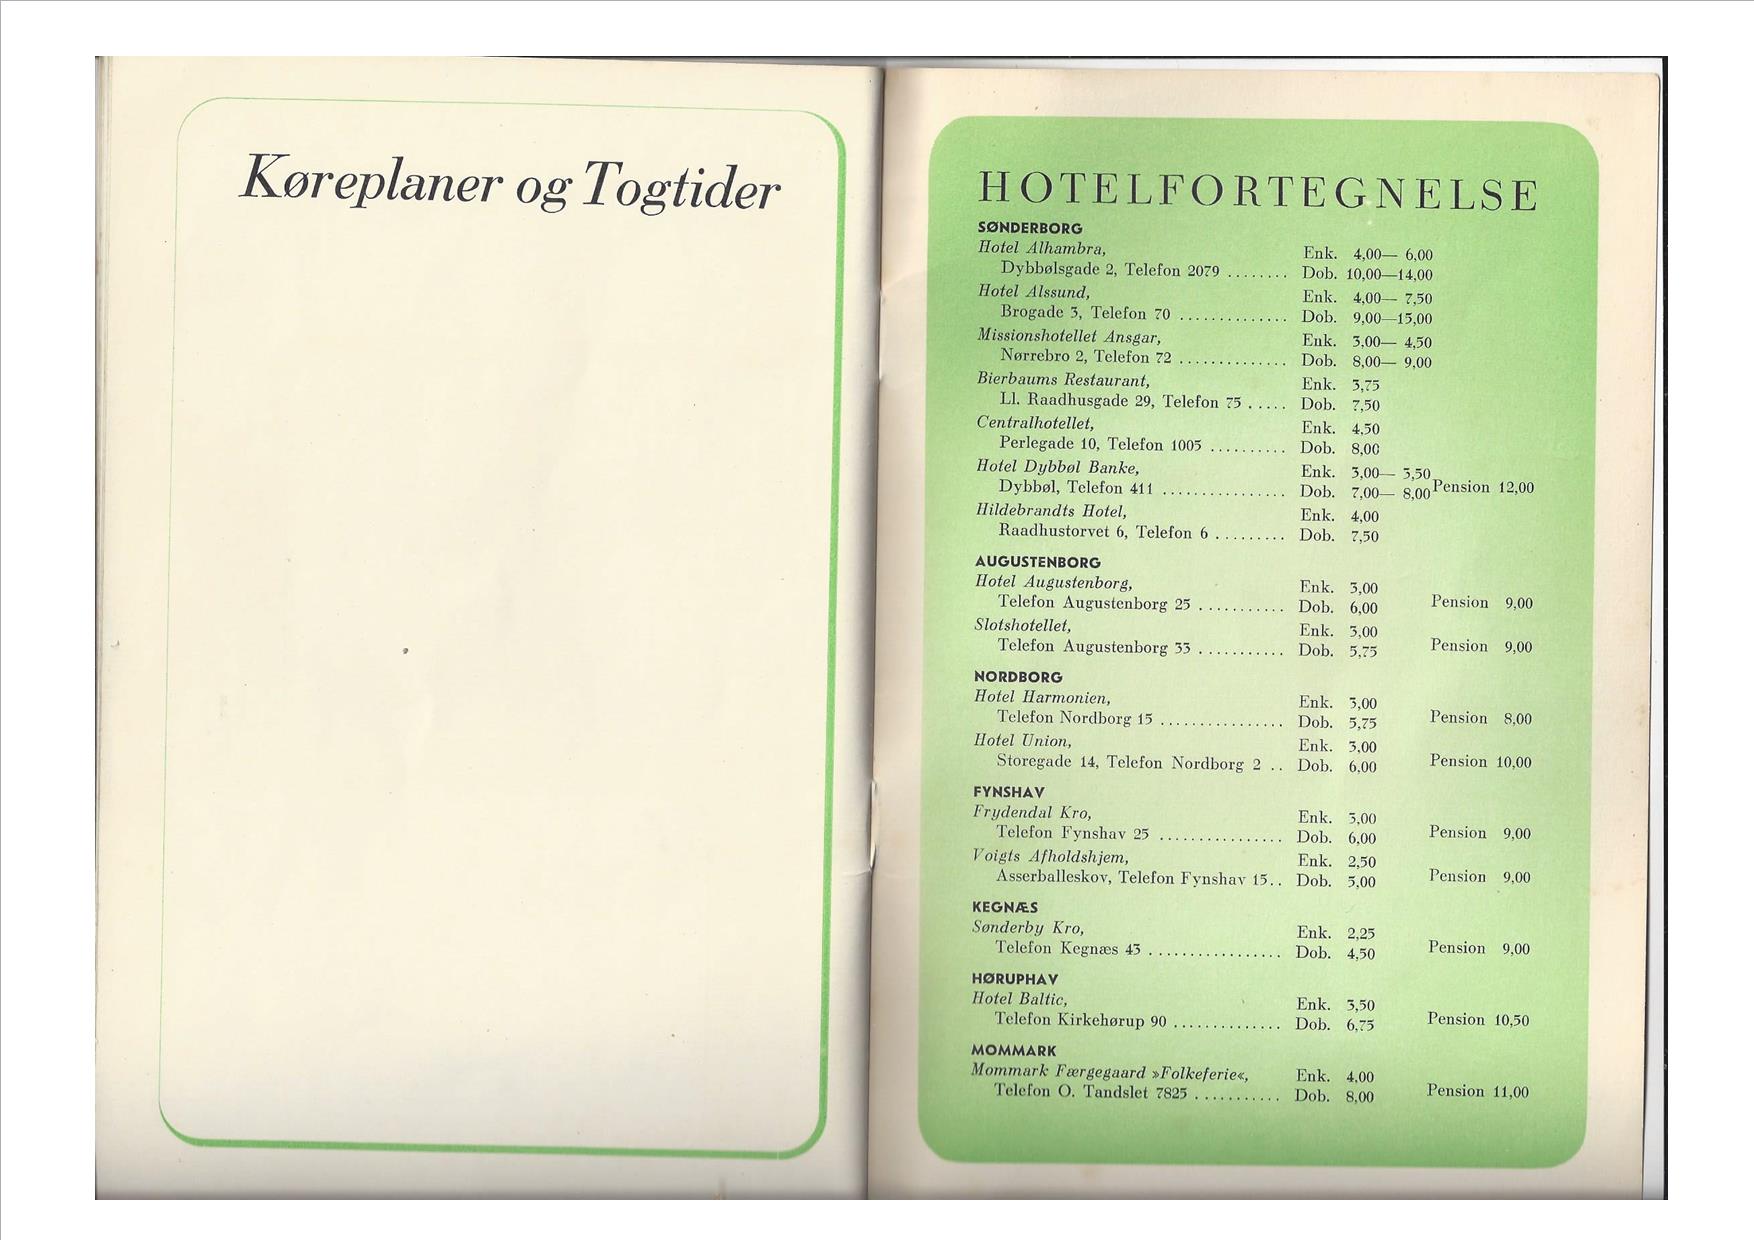 Køreplaner og Togtider
HOTELFORTEGNELSE
SØNDERBORG
Hotel Alhambra, Enk. 4,00— 6,00
Dybbølsgade 2, Telefon 2079 ........ Dob. 10,00—14,00
Hotel Alssund, Enk. 4,00— 7,50
Brogade 3, Telefon 70 .............. Dob. 9,00—15,00
Missionshotellet Ansgar, Enk. 3,00— 4,50
Nørrebro 2, Telefon 72 .............. Dob. 8,00— 9,00
Bierbaums Restaurant, Enk. 3,75
Ll. Raadhusgade 29, Telefon 75 ..... Dob. 7,50
Centralhotellet, Enk. 4,50
Perlegade 10, Telefon 1005 .......... Dob. 8,00
Hotel Dybbøl Banke, Enk. 3,00— 3,50
Dybbøl, Telefon 411 ................ Dob. 7,00— 8,00 Pension 12,00
Hildebrandts Hotel, Enk. 4,00
Raadhustorvet 6, Telefon 6 ......... Dob. 7,50
AUGUSTENBORG
Hotel Augustenborg, Enk. 3,00
Telefon Augustenborg 25 ........... Dob. 6,00 Pension 9,00
Slotshotellet, Enk. 3,00
Telefon Augustenborg 33 ........... Dob. 5,75 Pension 9,00
NORDBORG
Hotel Harmonien, Enk. 3,00
Telefon Nordborg 15 ................ Dob. 5,75 Pension 8,00
Hotel Union, Enk. 3,00
Storegade 14, Telefon Nordborg 2 .. Dob. 6,00 Pension 10,00
FYNSHAV
Frydendal Kro, Enk. 3,00
Telefon Fynshav 25 ................ Dob. 6,00 Pension 9,00
Voigts Afholdshjem, Enk. 2,50
Asserballeskov, Telefon Fynshav 15.. Dob. 5,00 Pension 9,00
KEGNÆS
Sønderby Kro, Enk. 2,25
Telefon Kegnæs 43 ................. Dob. 4,50 Pension 9,00
HØRUPHAV
Hotel Baltic, Enk. 3,50
Telefon Kirkehørup 90 .............. Dob. 6,75 Pension 10,50
MOMMARK
Mommark Færgegaard »Folkeferie«, Enk. 4,00
Telefon O. Tandslet 7825 ........... Dob. 8,00 Pension 11,00